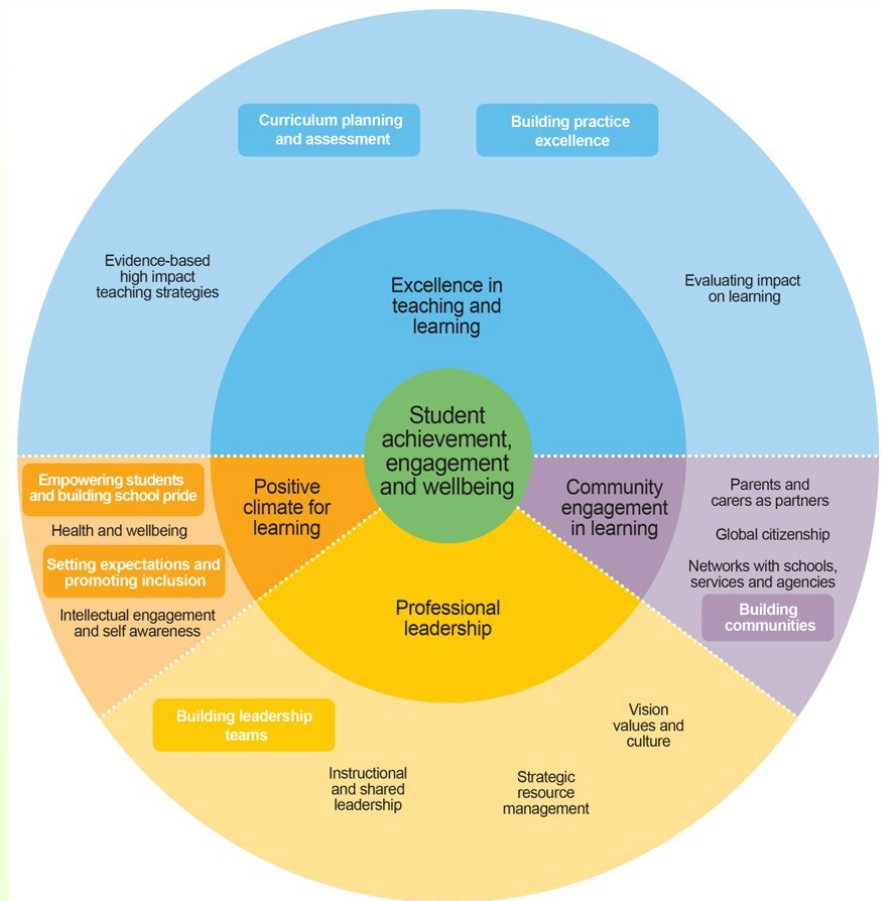 Curriculum planning
and assessment
Building practice
excellence
Evidence-based
high impact
teaching strategies
Excellence in
teaching and
learning
Evaluating impact
on learning
Student
achievement,
engagement
and wellbeing
Empowering students
and building school pride
Health and wellbeing
Setting expectations and
promoting inclusion
Intellectual engagement
and self awareness
Positive
climate for
learning
Community
engagement
in learning
Parents and
carers as partners
Global citizenship
Networks with schools,
services and agencies
Building
communities
Professional
leadership
Building leadership
teams
Instructional
and shared
leadership
Strategic
resource
management
Vision
values and
culture